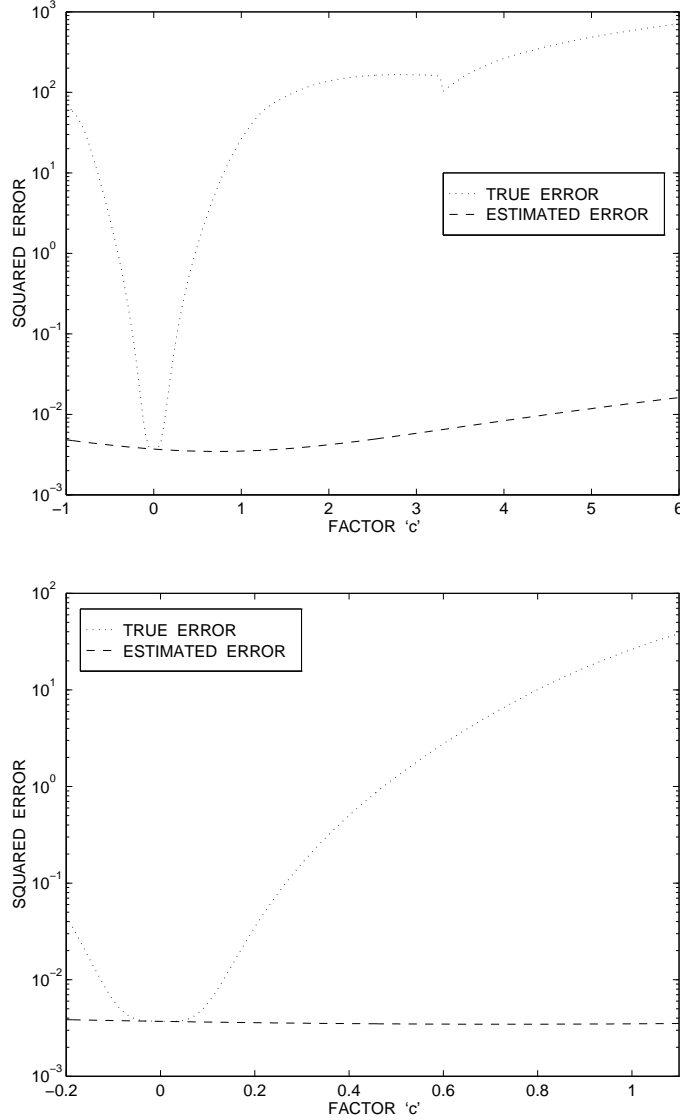 10^3
10^2
10^1
10^0
10^−1
10^−2
10^−3
SQUARED ERROR
TRUE ERROR
ESTIMATED ERROR
−1 0 1 2 3 4 5 6
FACTOR ‘c’
10^2
10^1
10^0
10^−1
10^−2
10^−3
SQUARED ERROR
TRUE ERROR
ESTIMATED ERROR
−0.2 0 0.2 0.4 0.6 0.8 1
FACTOR ‘c’